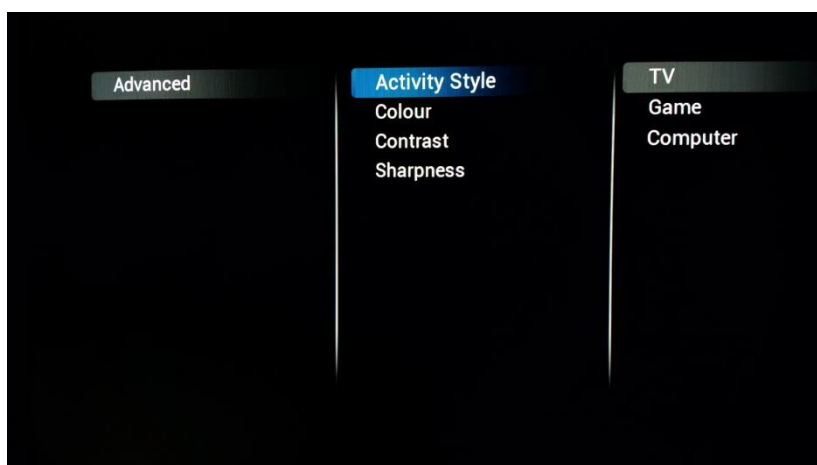 Advanced
Activity Style
Colour
Contrast
Sharpness
TV
Game
Computer